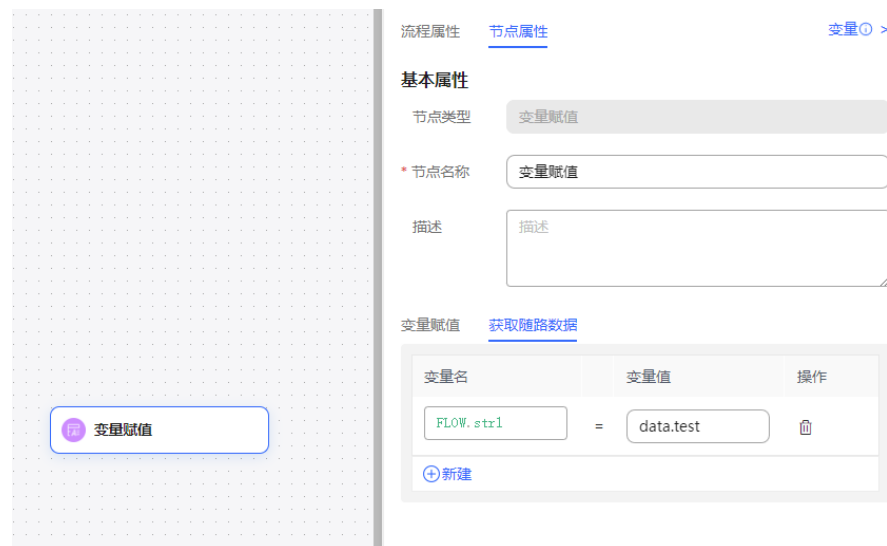 流程属性 节点属性 变量 >
基本属性
节点类型 变量赋值
* 节点名称 变量赋值
描述 描述
变量赋值 获取随路数据
变量名 变量值 操作
FLOW.str1 = data.test
新建
变量赋值